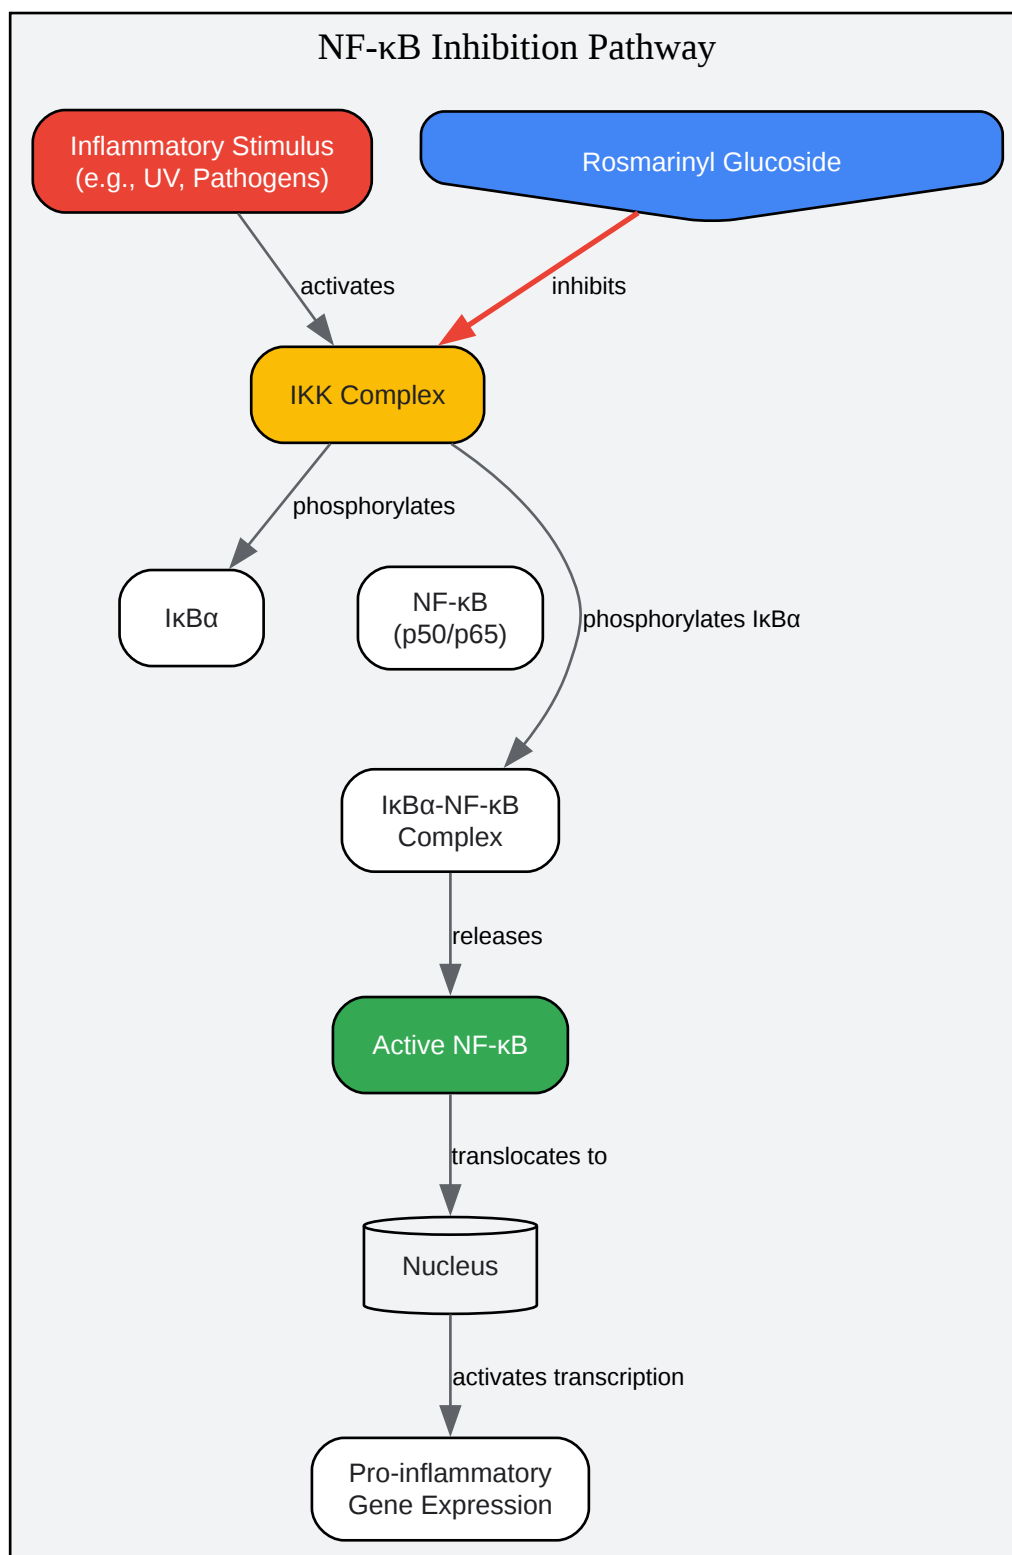 NF-κB Inhibition Pathway
Inflammatory Stimulus
(e.g., UV, Pathogens)
Rosmarinyl Glucoside
activates
inhibits
IKK Complex
phosphorylates
IκBα
NF-κB
(p50/p65)
phosphorylates IκBα
IκBα-NF-κB
Complex
releases
Active NF-κB
translocates to
Nucleus
activates transcription
Pro-inflammatory
Gene Expression